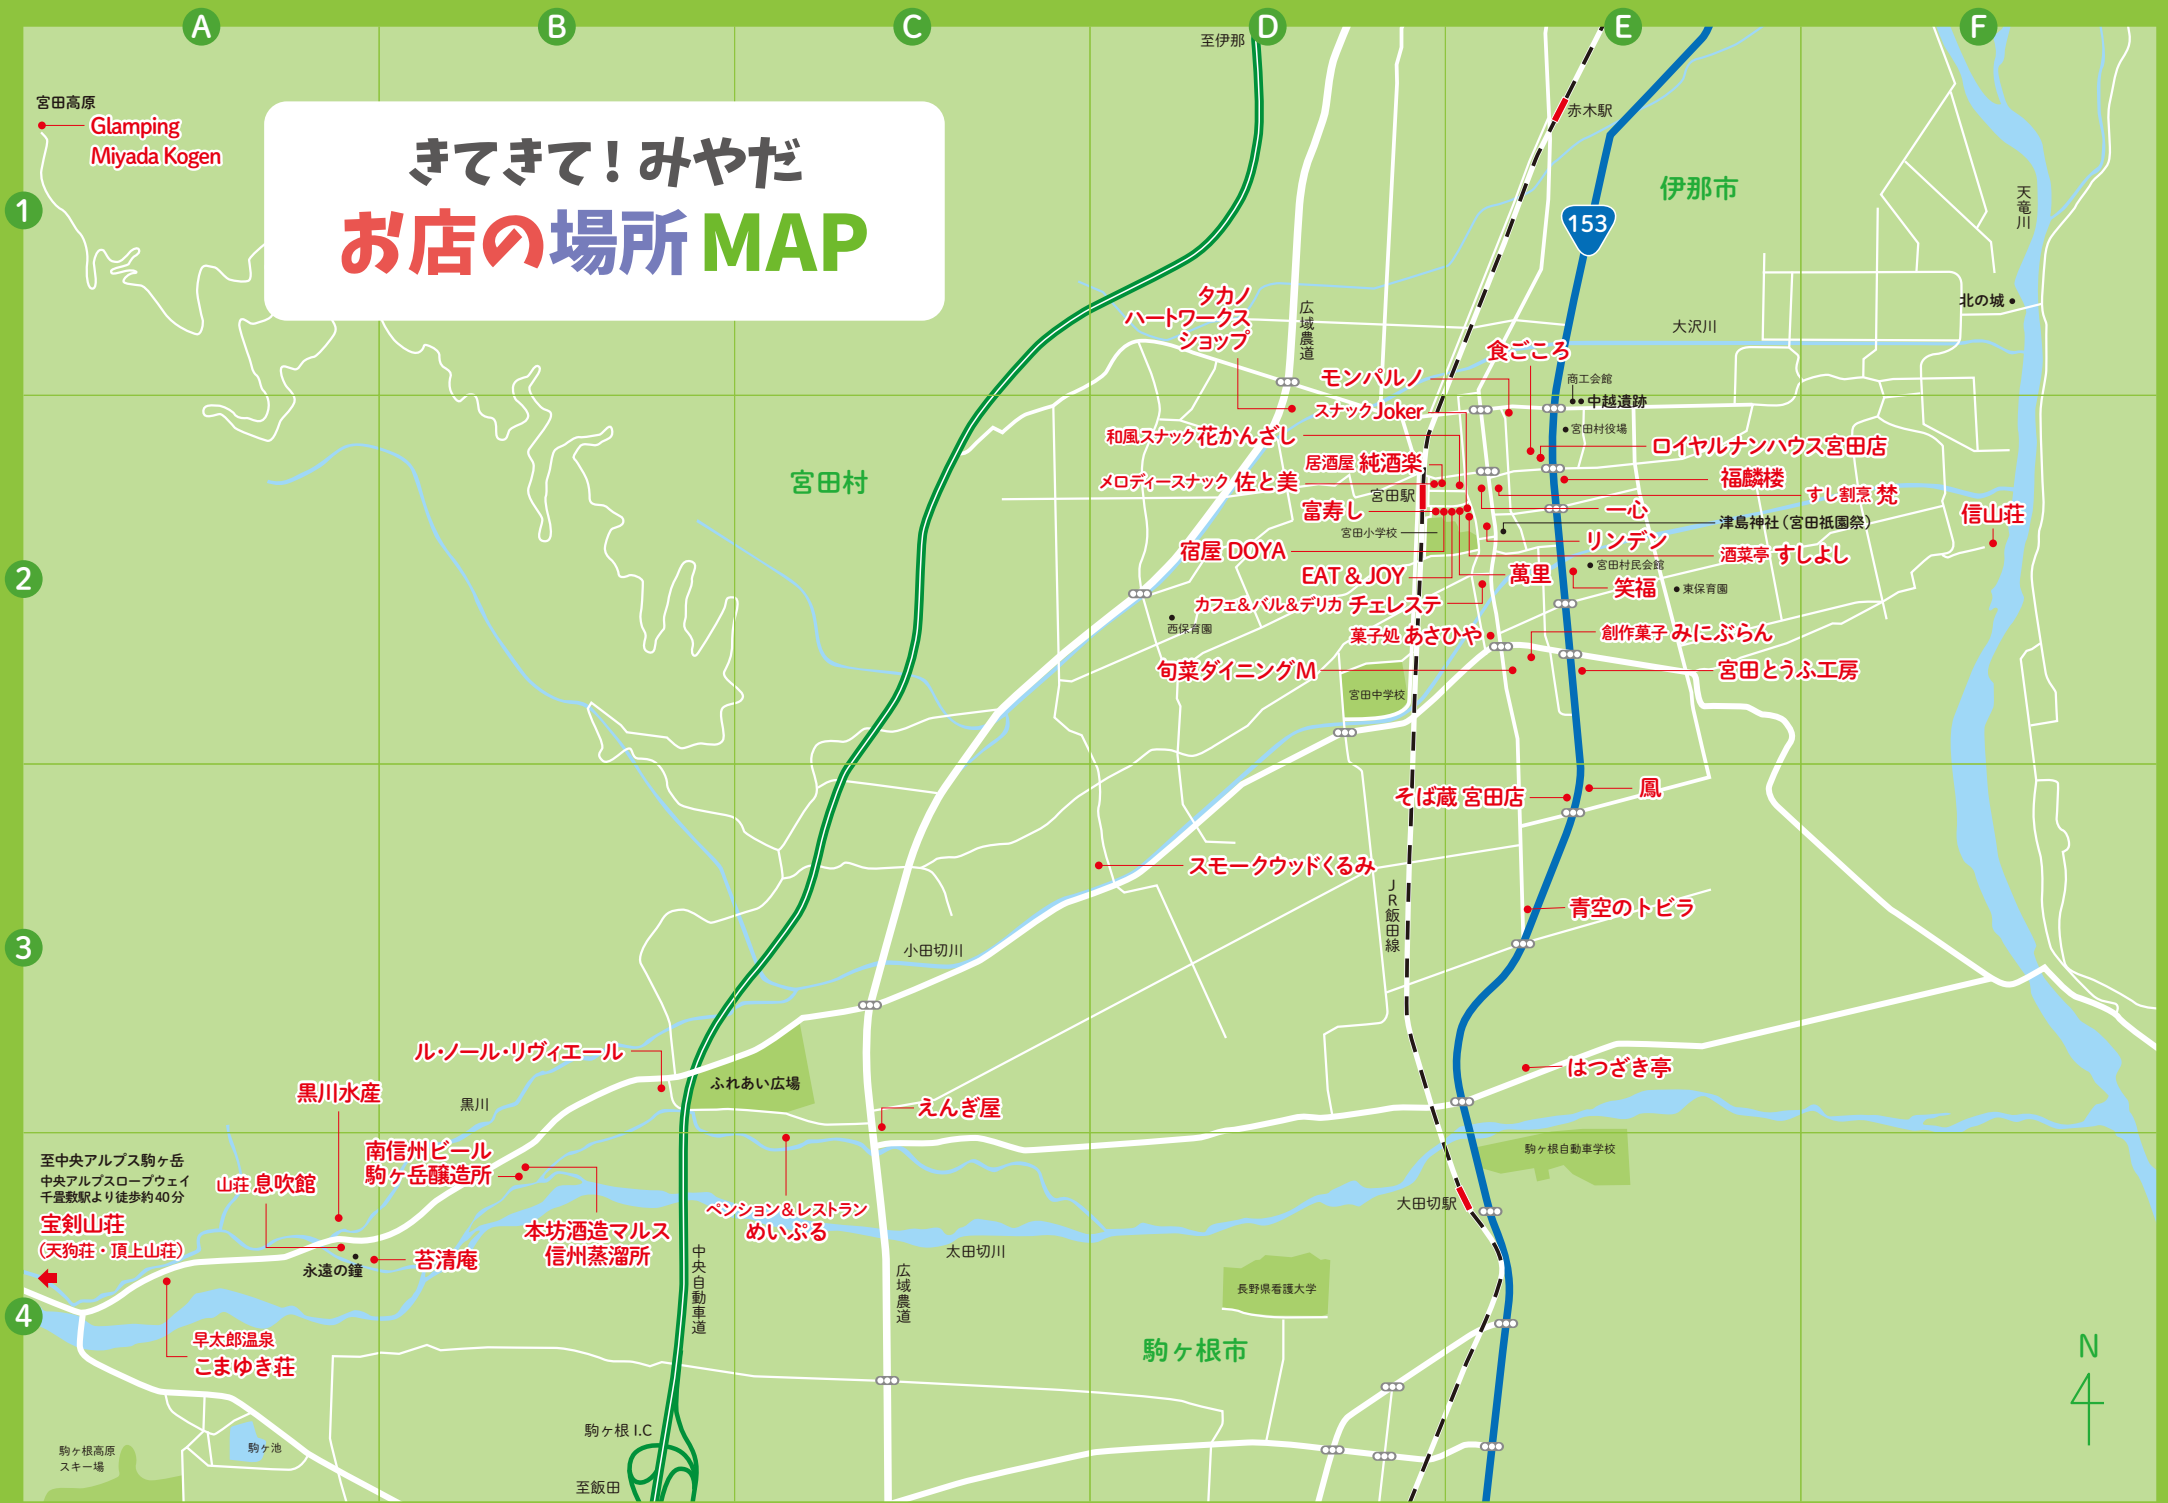 A
B
C
D
E
F
1
2
3
4
きてきて！みやだ
お店の場所MAP
宮田高原
Glamping
Miyada Kogen
至伊那
赤木駅
伊那市
153
天竜川
北の城
大沢川
タカノ
ハートワークス
ショップ
広域農道
食ごころ
モンパルノ
商工会館
中越遺跡
スナックJoker
宮田村役場
和風スナック花かんざし
ロイヤルナンハウス宮田店
居酒屋 純酒楽
福麟楼
メロディースナック 佐と美
宮田駅
すし割烹 梵
富寿し
一心
津島神社（宮田祇園祭）
信山荘
宮田小学校
リンデン
宿屋 DOYA
酒菜亭 すしよし
EAT & JOY
萬里
宮田村民会館
笑福
東保育園
カフェ＆バル＆デリカ チェレステ
西保育園
菓子処 あさひや
創作菓子 みにぶらん
旬菜ダイニングM
宮田とうふ工房
宮田中学校
宮田村
そば蔵 宮田店
鳳
スモークウッドくるみ
JR飯田線
青空のトビラ
小田切川
ル・ノール・リヴィエール
ふれあい広場
はつざき亭
黒川水産
黒川
えんぎ屋
南信州ビール
駒ヶ岳醸造所
駒ヶ根自動車学校
至中央アルプス駒ヶ岳
中央アルプスロープウェイ
千畳敷駅より徒歩約40分
山荘 息吹館
宝剣山荘
（天狗荘・頂上山荘）
大田切駅
ペンション＆レストラン
めいぷる
本坊酒造マルス
信州蒸溜所
中央自動車道
太田切川
永遠の鐘
苔清庵
広域農道
長野県看護大学
早太郎温泉
こまゆき荘
駒ヶ根市
N
駒ヶ根 I.C
駒ヶ池
駒ヶ根高原
スキー場
至飯田